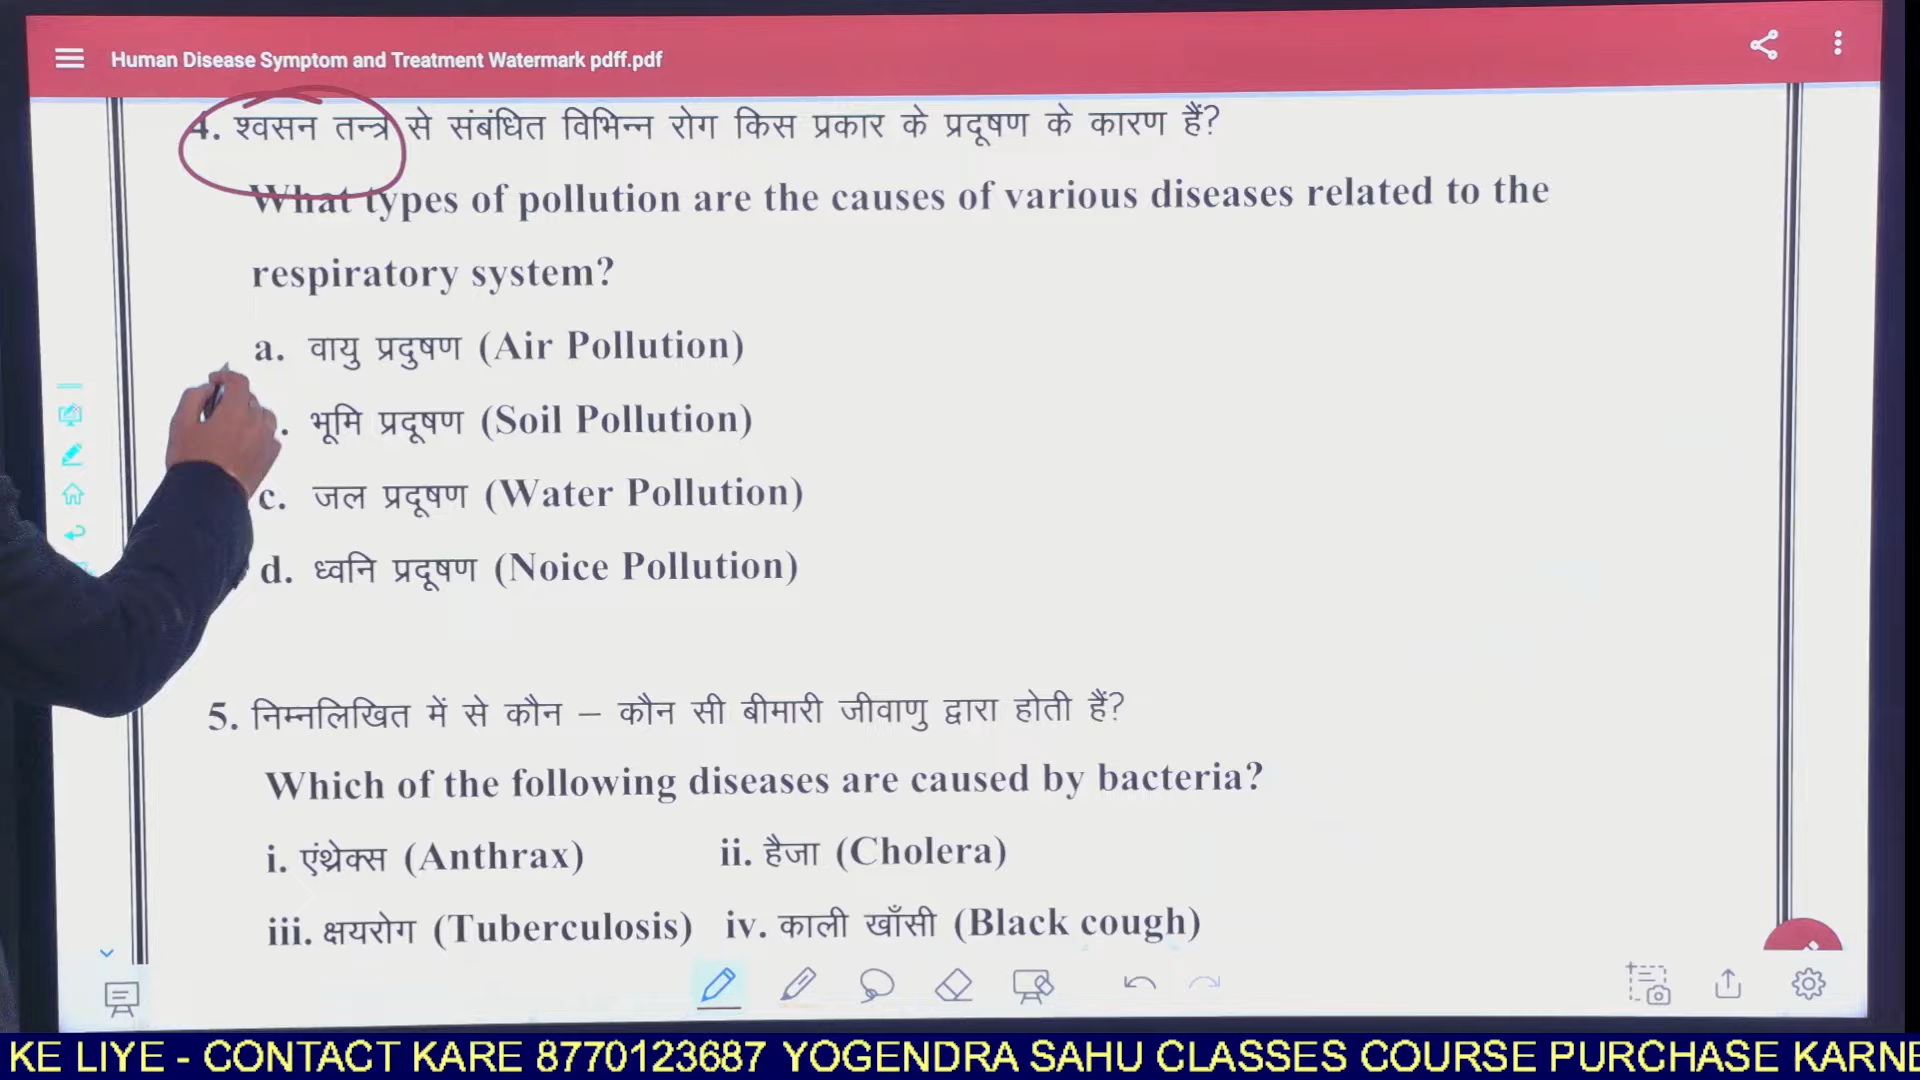 Human Disease Symptom and Treatment Watermark pdff.pdf
4. श्वसन तन्त्र से संबंधित विभिन्न रोग किस प्रकार के प्रदूषण के कारण हैं?
What types of pollution are the causes of various diseases related to the
respiratory system?
a. वायु प्रदुषण (Air Pollution)
. भूमि प्रदूषण (Soil Pollution)
c. जल प्रदूषण (Water Pollution)
d. ध्वनि प्रदूषण (Noice Pollution)
5. निम्नलिखित में से कौन – कौन सी बीमारी जीवाणु द्वारा होती हैं?
Which of the following diseases are caused by bacteria?
i. एंथ्रेक्स (Anthrax) ii. हैजा (Cholera)
iii. क्षयरोग (Tuberculosis) iv. काली खाँसी (Black cough)
KE LIYE - CONTACT KARE 8770123687 YOGENDRA SAHU CLASSES COURSE PURCHASE KARNE